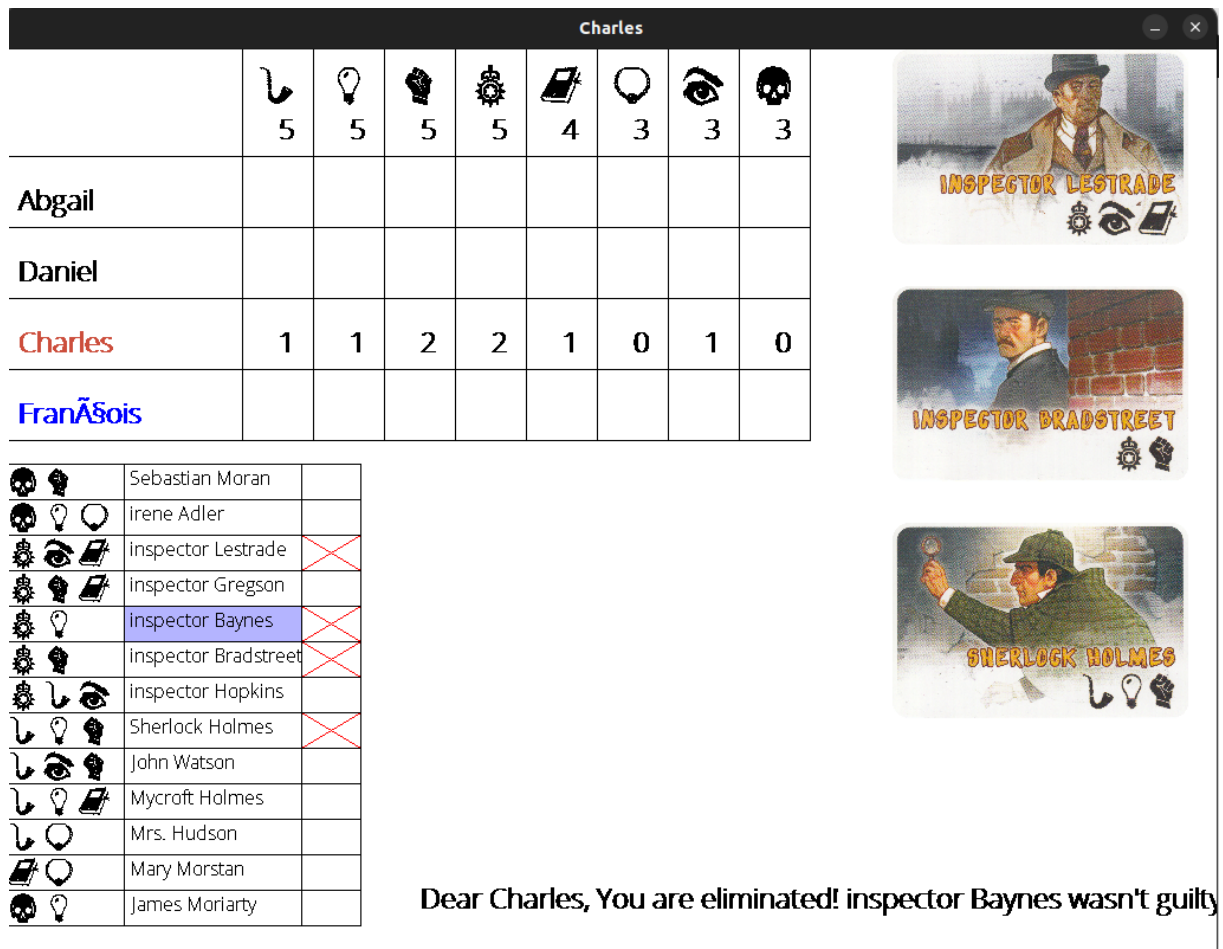 Charles
5 5 5 5 4 3 3 3
Abgail
Daniel
Charles 1 1 2 2 1 0 1 0
FranÃ§ois
INSPECTOR LESTRADE
INSPECTOR BRADSTREET
SHERLOCK HOLMES
Sebastian Moran
irene Adler
inspector Lestrade
inspector Gregson
inspector Baynes
inspector Bradstreet
inspector Hopkins
Sherlock Holmes
John Watson
Mycroft Holmes
Mrs. Hudson
Mary Morstan
James Moriarty
Dear Charles, You are eliminated! inspector Baynes wasn't guilty